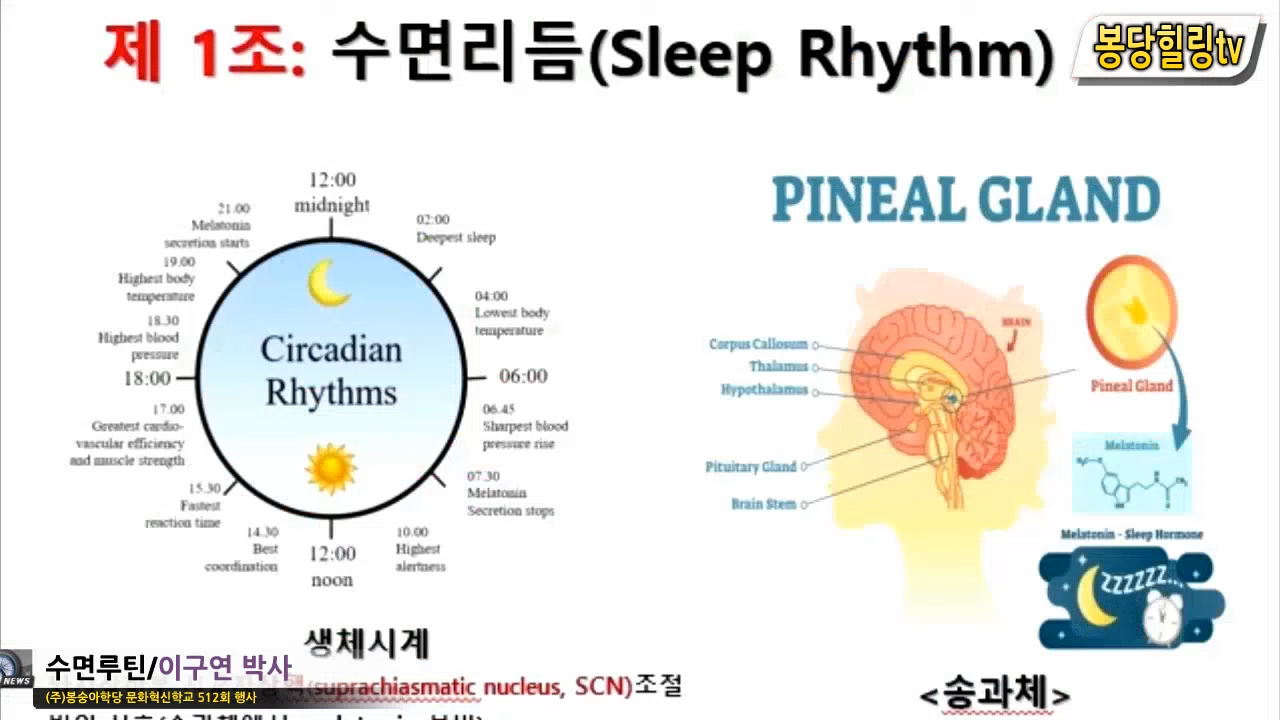 제 1조: 수면리듬(Sleep Rhythm)
봉당힐링tv
12:00
midnight
02:00
Deepest sleep
04:00
Lowest body
temperature
06:00
06.45
Sharpest blood
pressure rise
07.30
Melatonin
Secretion stops
10.00
Highest
alertness
12:00
noon
14.30
Best
coordination
15.30
Fastest
reaction time
17.00
Greatest cardio-
vascular efficiency
and muscle strength
18:00
18.30
Highest blood
pressure
19.00
Highest body
temperature
21.00
Melatonin
secretion starts
Circadian
Rhythms
생체시계
PINEAL GLAND
BRAIN
Corpus Callosum
Thalamus
Hypothalamus
Pituitary Gland
Brain Stem
Pineal Gland
Melatonin
Melatonin - Sleep Hormone
ZZZZZZ...
<송과체>
(suprachiasmatic nucleus, SCN)조절
NEWS
수면루틴/이구연 박사
(주)봉숭아학당 문화혁신학교 512회 행사